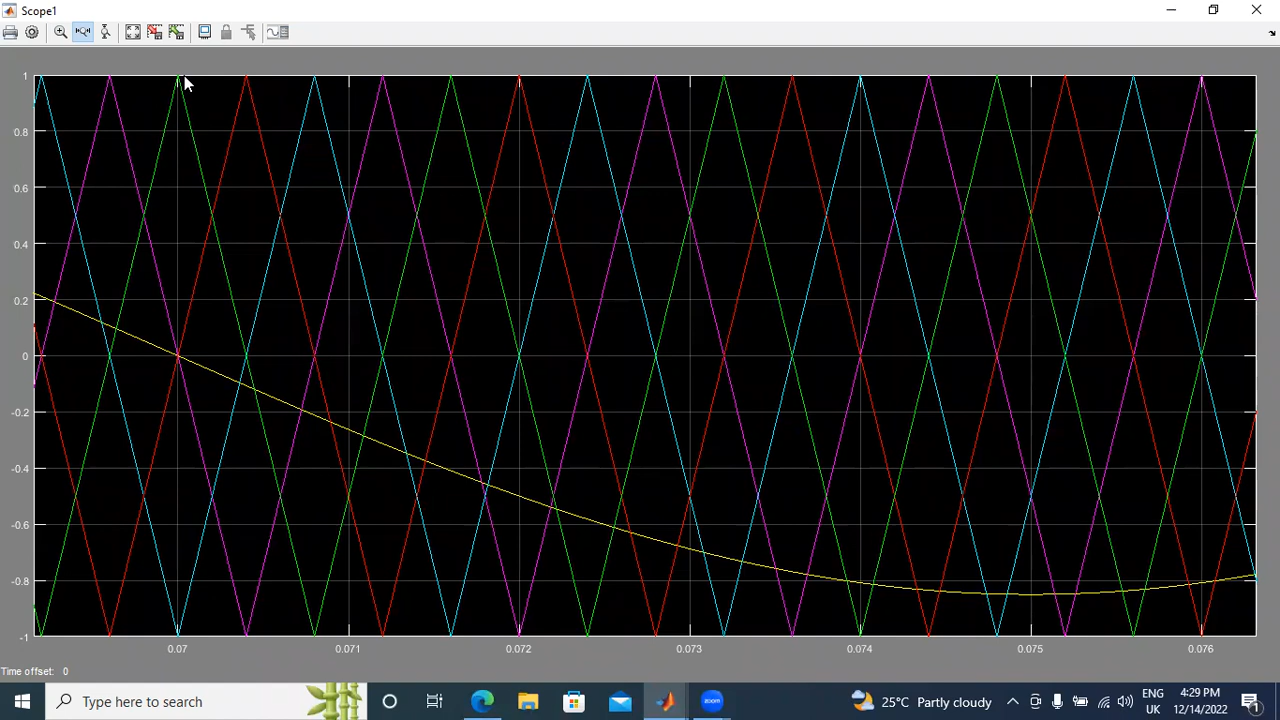 Scope1
1
0.8
0.6
0.4
0.2
0
-0.2
-0.4
-0.6
-0.8
-1
0.07 0.071 0.072 0.073 0.074 0.075 0.076
Time offset: 0
Type here to search
zoom
25°C Partly cloudy
ENG
UK
4:29 PM
12/14/2022
1